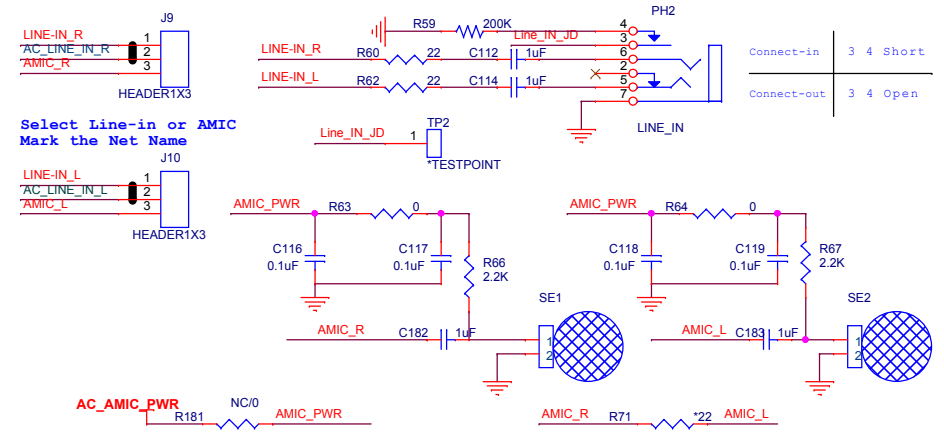 J9
LINE-IN_R 1
AC_LINE_IN_R 2
AMIC_R 3
HEADER1X3
R59 200K
Line_IN_JD
LINE-IN_R R60 22 C112 1uF
LINE-IN_L R62 22 C114 1uF
PH2
4
3
6
2
5
7
LINE_IN
Connect-in 3 4 Short
Connect-out 3 4 Open
Select Line-in or AMIC
Mark the Net Name
Line_IN_JD 1 TP2
*TESTPOINT
J10
LINE-IN_L 1
AC_LINE_IN_L 2
AMIC_L 3
HEADER1X3
AMIC_PWR R63 0
C116 0.1uF
C117 0.1uF
R66 2.2K
SE1
AMIC_R C182 1uF
1
2
AMIC_PWR R64 0
C118 0.1uF
C119 0.1uF
R67 2.2K
SE2
AMIC_L C183 1uF
1
2
AC_AMIC_PWR
R181 NC/0 AMIC_PWR
AMIC_R R71 *22 AMIC_L